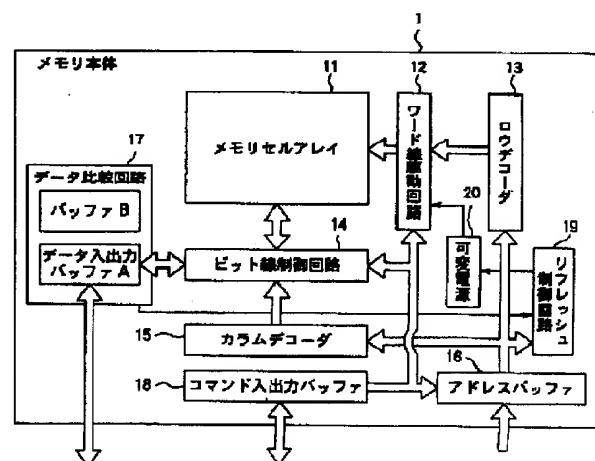 1
メモリ本体
11
12
13
メモリセルアレイ
ワード線駆動回路
ロウデコーダ
17
データ比較回路
バッファB
データ入出力
バッファA
20
可変電源
19
リフレッシュ
制御回路
14
ビット線制御回路
15
カラムデコーダ
16
アドレスバッファ
18
コマンド入出力バッファ